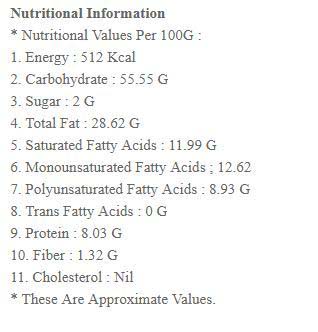 Nutritional Information
* Nutritional Values Per 100G :
1. Energy : 512 Kcal
2. Carbohydrate : 55.55 G
3. Sugar : 2 G
4. Total Fat : 28.62 G
5. Saturated Fatty Acids : 11.99 G
6. Monounsaturated Fatty Acids ; 12.62
7. Polyunsaturated Fatty Acids : 8.93 G
8. Trans Fatty Acids : 0 G
9. Protein : 8.03 G
10. Fiber : 1.32 G
11. Cholesterol : Nil
* These Are Approximate Values.